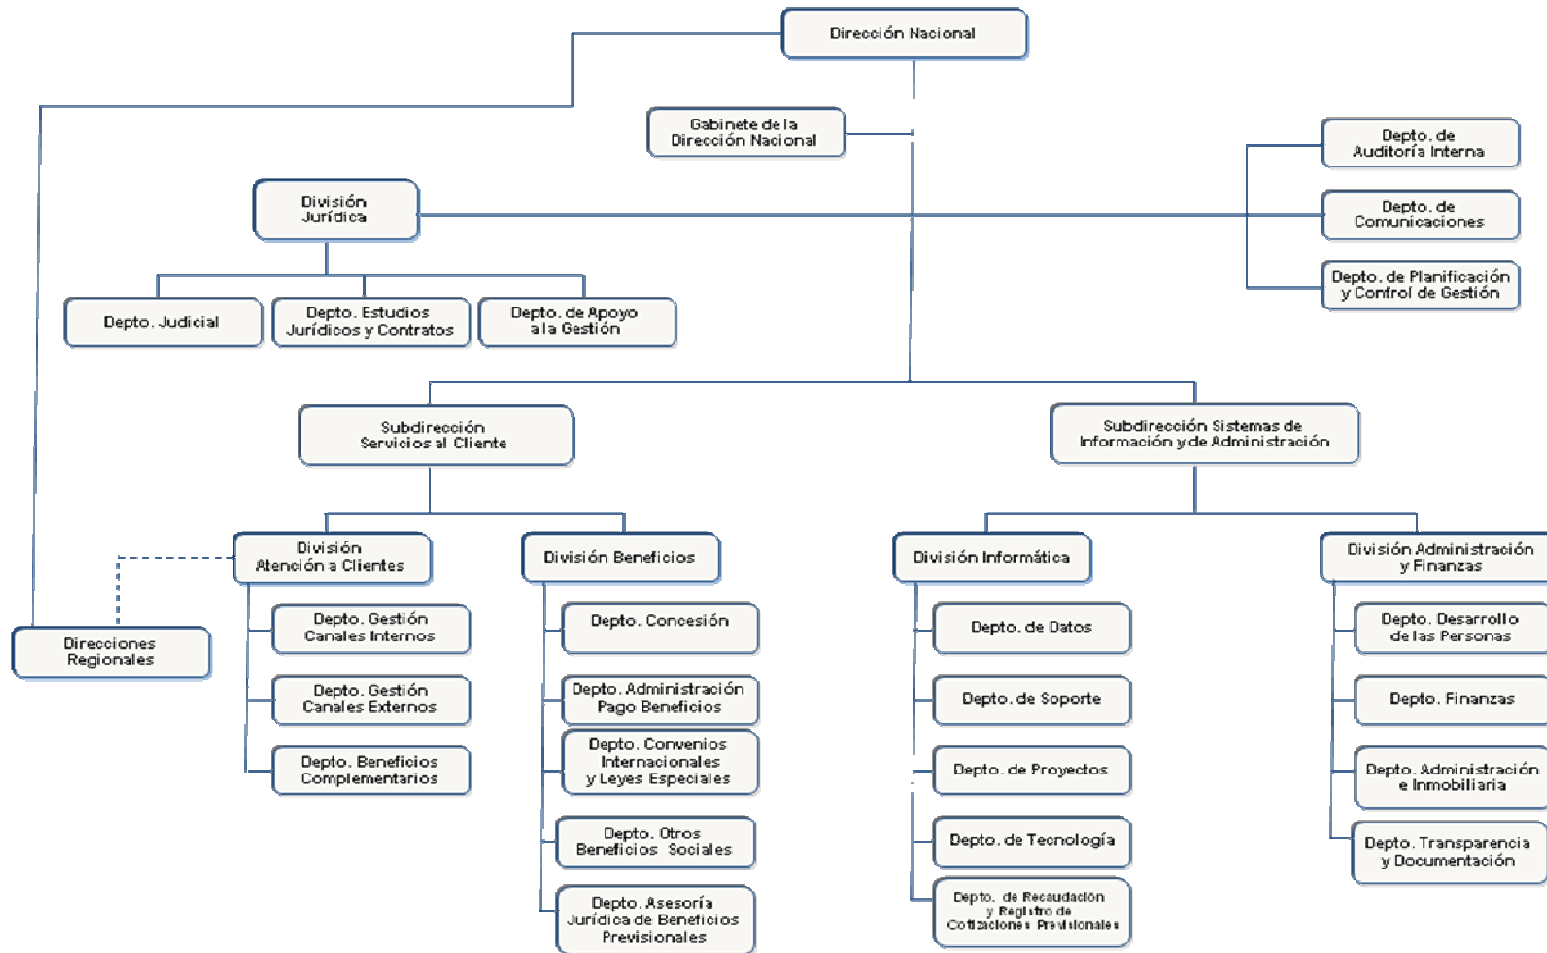 Dirección Nacional
Gabinete de la
Dirección Nacional
Depto. de
Auditoría Interna
División
Jurídica
Depto. de
Comunicaciones
Depto. de Planificación
y Control de Gestión
Depto. Judicial
Depto. Estudios
Jurídicos y Contratos
Depto. de Apoyo
a la Gestión
Subdirección
Servicios al Cliente
Subdirección Sistemas de
Información y de Administración
División
Atención a Clientes
División Beneficios
División Informática
División Administración
y Finanzas
Direcciones
Regionales
Depto. Gestión
Canales Internos
Depto. Gestión
Canales Externos
Depto. Beneficios
Complementarios
Depto. Concesión
Depto. Administración
Pago Beneficios
Depto. Convenios
Internacionales
y Leyes Especiales
Depto. Otros
Beneficios Sociales
Depto. Asesoría
Jurídica de Beneficios
Previsionales
Depto. de Datos
Depto. de Soporte
Depto. de Proyectos
Depto. de Tecnología
Depto. de Recaudación
y Registro de
Cotizaciones Previsionales
Depto. Desarrollo
de las Personas
Depto. Finanzas
Depto. Administración
e Inmobiliaria
Depto. Transparencia
y Documentación